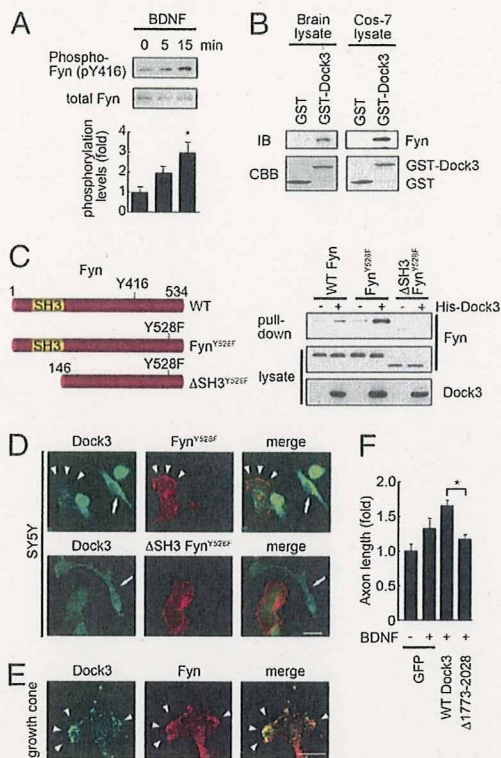 A
BDNF
0 5 15 min
Phospho-
Fyn (pY416)
total Fyn
phosphorylation
levels (fold)
4
3
2
1
0
*
B
Brain
lysate
Cos-7
lysate
GST
GST-Dock3
GST
GST-Dock3
IB
Fyn
CBB
GST-Dock3
GST
C
Fyn
1
Y416
534
SH3
WT
Y528F
SH3
Fyn^Y528F
146
Y528F
ΔSH3^Y528F
WT Fyn
Fyn^Y528F
ΔSH3
Fyn^Y528F
- + - + - + His-Dock3
pull-
down
Fyn
lysate
Dock3
D
Dock3
Fyn^Y528F
merge
SY5Y
Dock3
ΔSH3 Fyn^Y528F
merge
E
Dock3
Fyn
merge
growth cone
F
Axon length (fold)
2.0
1.5
1.0
0.5
0
*
BDNF - + + +
GFP
WT Dock3
Δ1773-2028